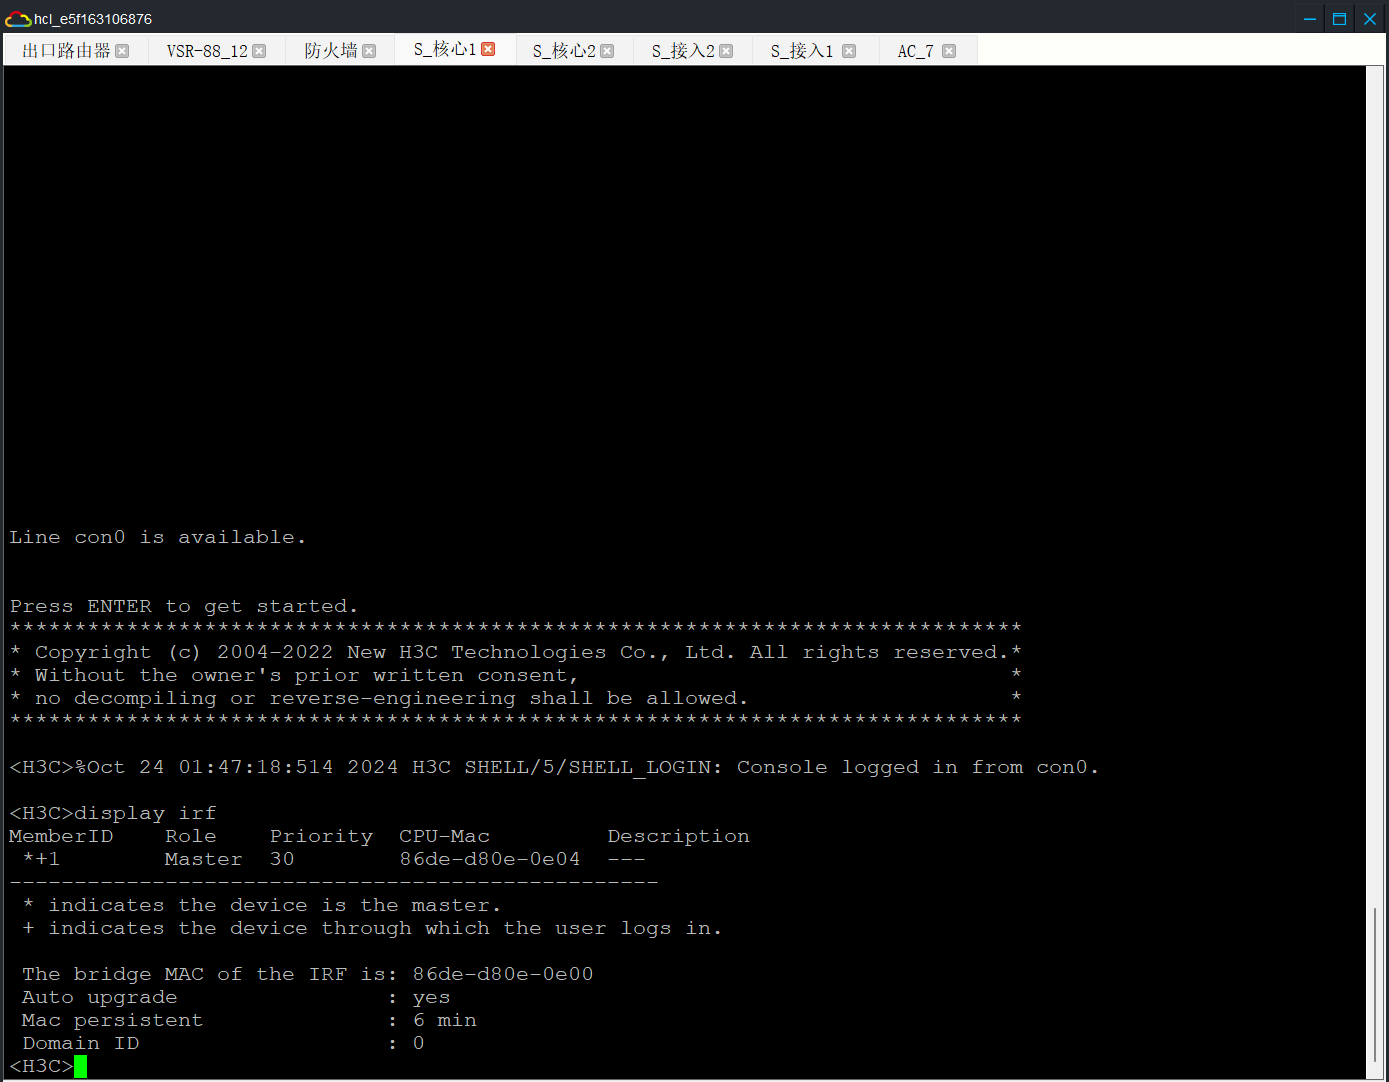 hcl_e5f163106876
出口路由器 VSR-88_12 防火墙 S_核心1 S_核心2 S_接入2 S_接入1 AC_7
Line con0 is available.
Press ENTER to get started.
******************************************************************************
* Copyright (c) 2004-2022 New H3C Technologies Co., Ltd. All rights reserved.*
* Without the owner's prior written consent,                                 *
* no decompiling or reverse-engineering shall be allowed.                    *
******************************************************************************
<H3C>%Oct 24 01:47:18:514 2024 H3C SHELL/5/SHELL_LOGIN: Console logged in from con0.
<H3C>display irf
MemberID    Role    Priority  CPU-Mac         Description
 *+1        Master  30        86de-d80e-0e04  ---
--------------------------------------------------
 * indicates the device is the master.
 + indicates the device through which the user logs in.
 The bridge MAC of the IRF is: 86de-d80e-0e00
 Auto upgrade                : yes
 Mac persistent              : 6 min
 Domain ID                   : 0
<H3C>